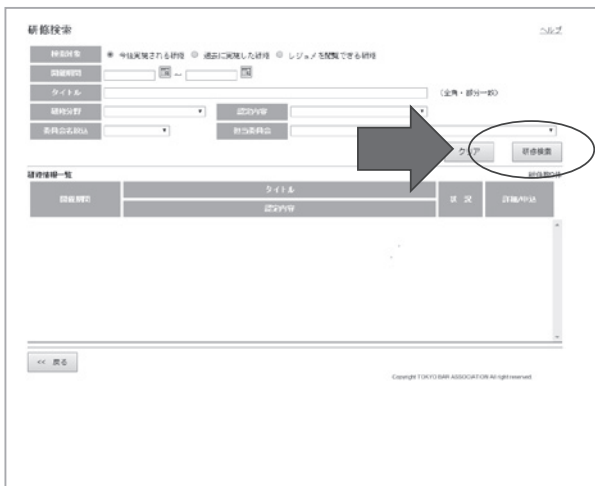 研修検索
ヘルプ
検索対象 今後実施される研修 過去に実施した研修 レジュメを閲覧できる研修
開催期間 ～
タイトル (全角・部分一致)
研修分野 認定内容
委員会名頭文 担当委員会
クリア 研修検索
研修情報一覧
開催期間 タイトル 状 況 詳細/申込
認定内容
<< 戻る
Copyright TOKYO BAR ASSOCIATION All right reserved